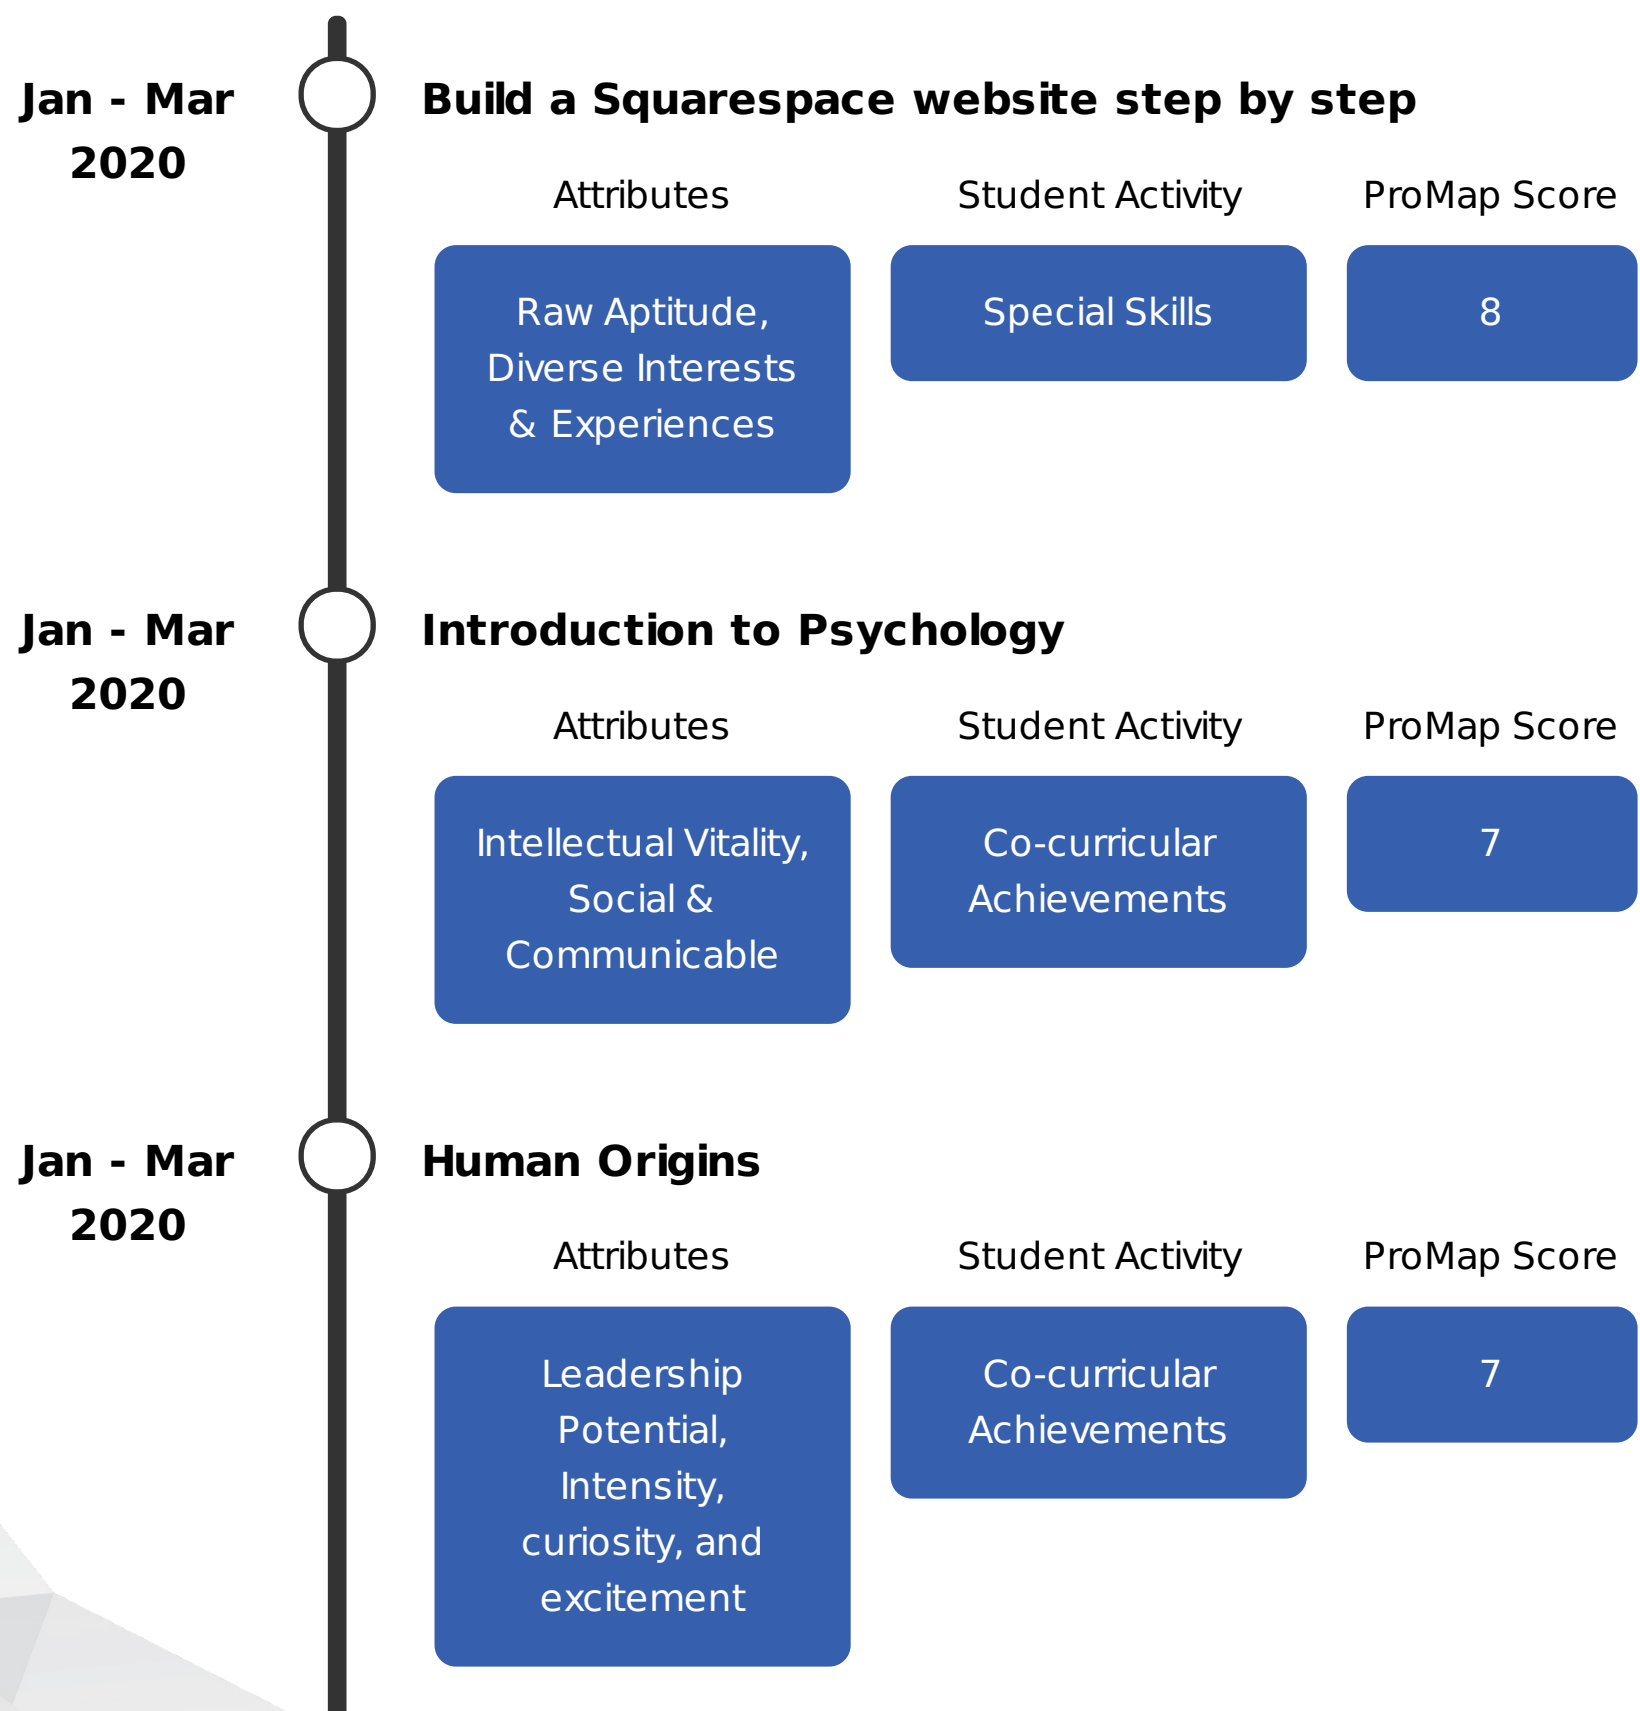 Jan - Mar
2020
Build a Squarespace website step by step
Attributes
Student Activity
ProMap Score
Raw Aptitude,
Diverse Interests
& Experiences
Special Skills
8
Jan - Mar
2020
Introduction to Psychology
Attributes
Student Activity
ProMap Score
Intellectual Vitality,
Social &
Communicable
Co-curricular
Achievements
7
Jan - Mar
2020
Human Origins
Attributes
Student Activity
ProMap Score
Leadership
Potential,
Intensity,
curiosity, and
excitement
Co-curricular
Achievements
7